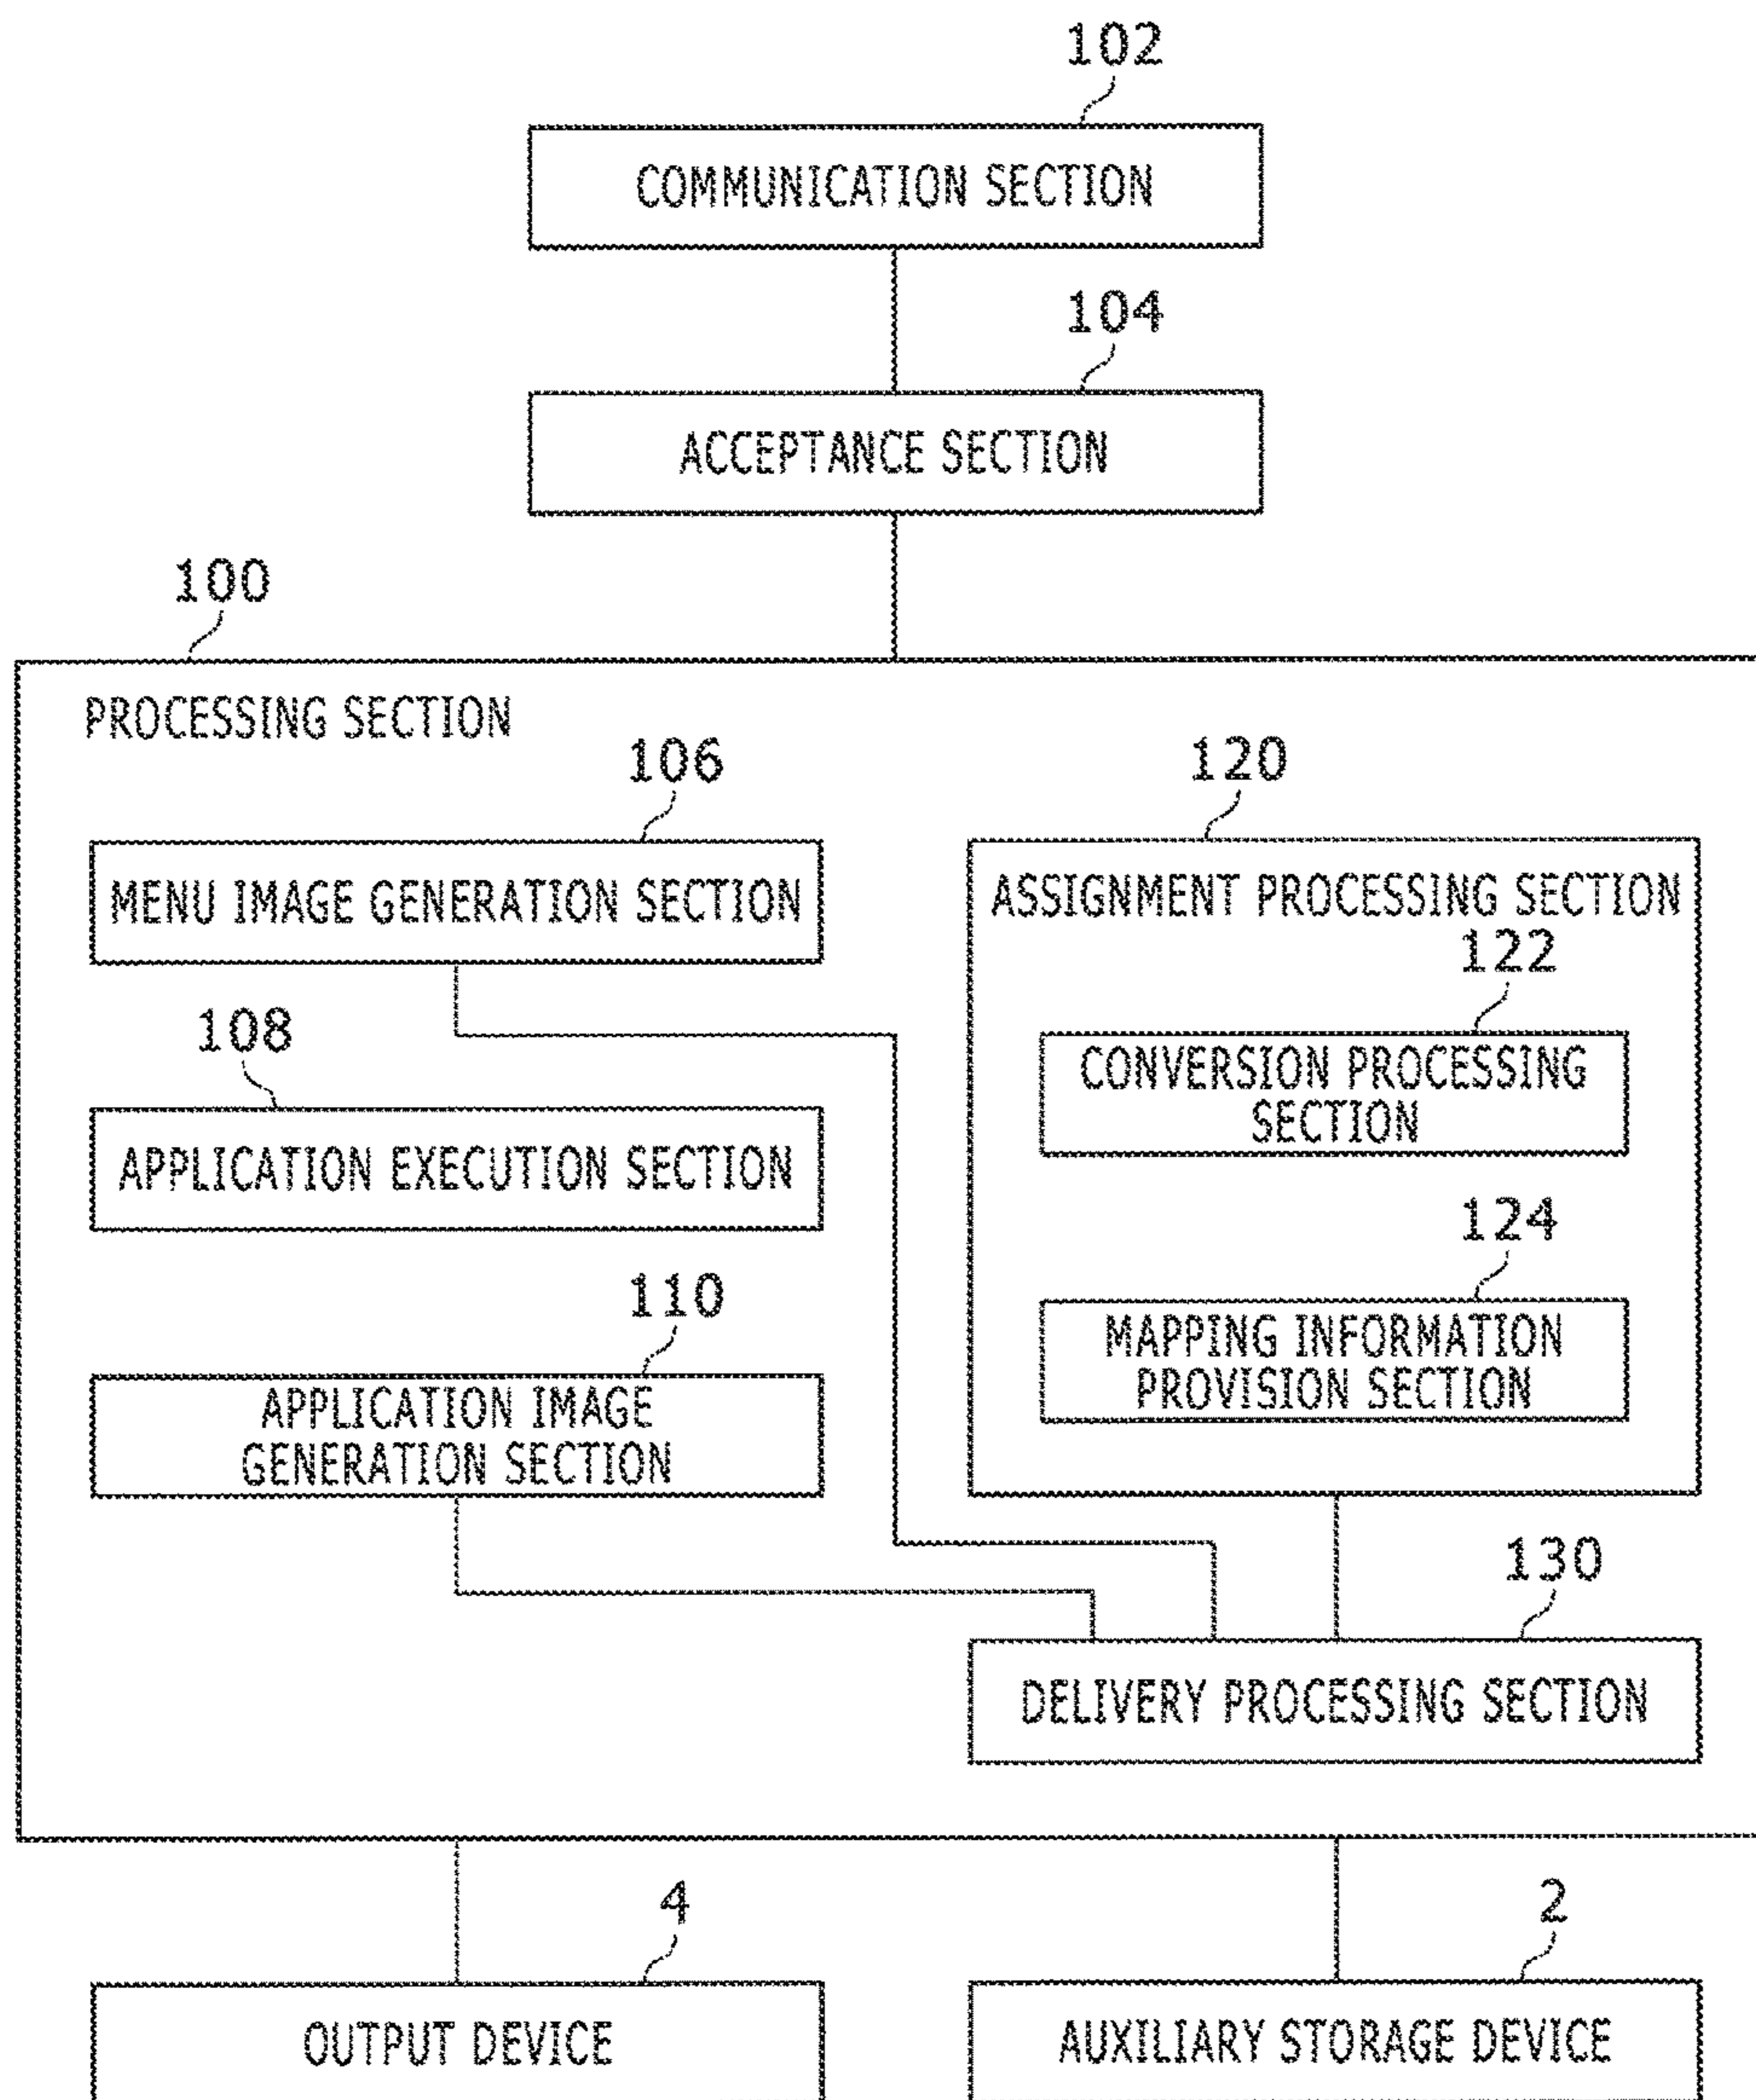 102
COMMUNICATION SECTION
104
ACCEPTANCE SECTION
100
PROCESSING SECTION
106
MENU IMAGE GENERATION SECTION
108
APPLICATION EXECUTION SECTION
110
APPLICATION IMAGE
GENERATION SECTION
120
ASSIGNMENT PROCESSING SECTION
122
CONVERSION PROCESSING
SECTION
124
MAPPING INFORMATION
PROVISION SECTION
130
DELIVERY PROCESSING SECTION
4
OUTPUT DEVICE
2
AUXILIARY STORAGE DEVICE